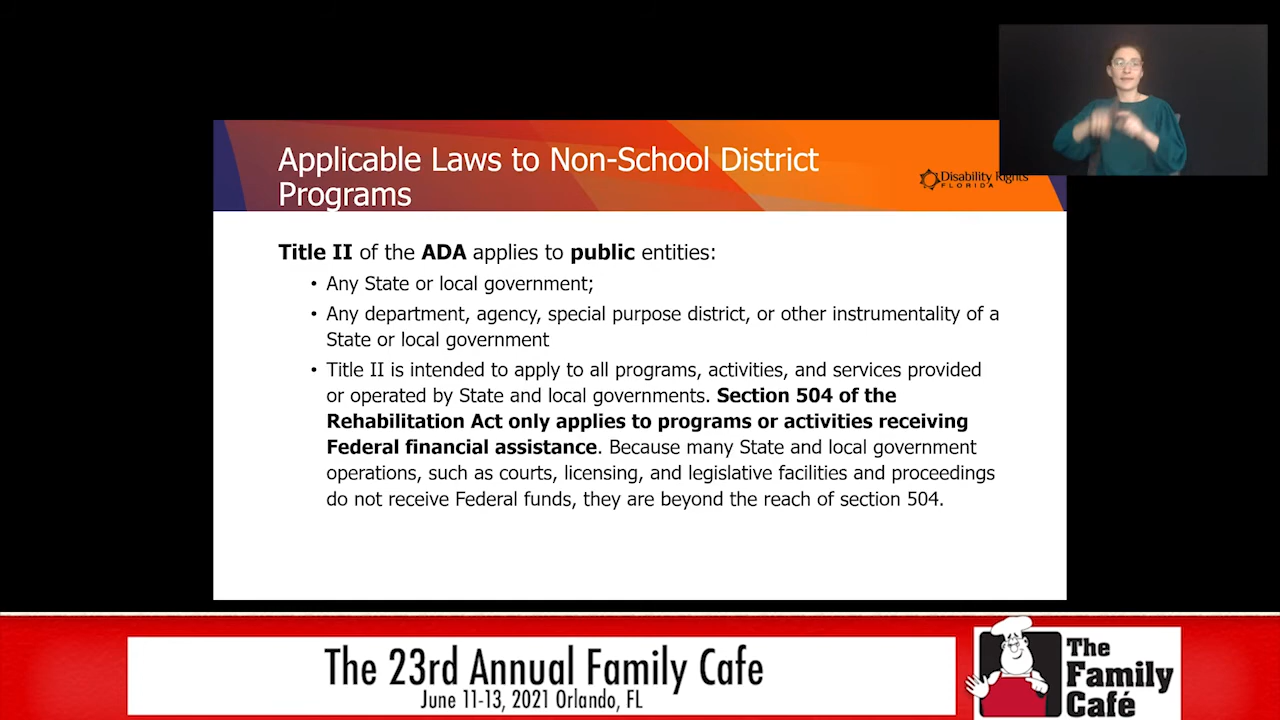 Applicable Laws to Non-School District
Programs
Disability Rights
FLORIDA
Title II of the ADA applies to public entities:
• Any State or local government;
• Any department, agency, special purpose district, or other instrumentality of a
State or local government
• Title II is intended to apply to all programs, activities, and services provided
or operated by State and local governments. Section 504 of the
Rehabilitation Act only applies to programs or activities receiving
Federal financial assistance. Because many State and local government
operations, such as courts, licensing, and legislative facilities and proceedings
do not receive Federal funds, they are beyond the reach of section 504.
The 23rd Annual Family Cafe
June 11-13, 2021 Orlando, FL
The
Family
Café